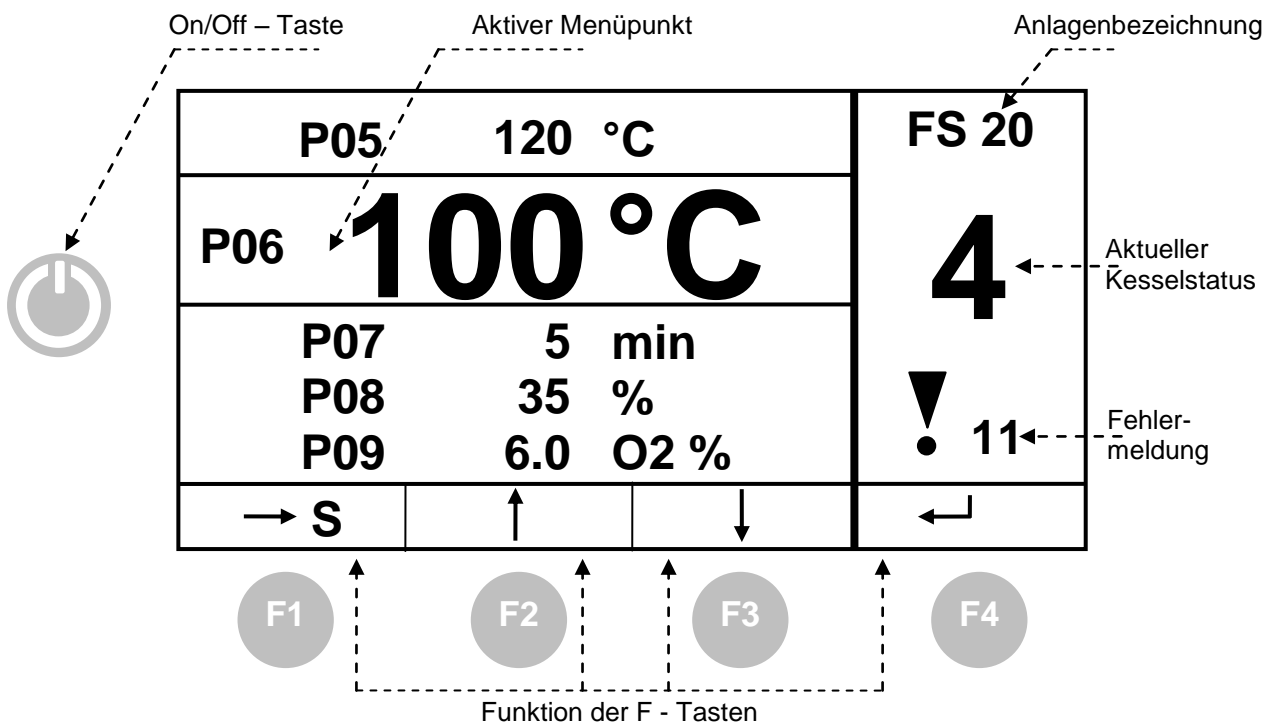 On/Off – Taste
Aktiver Menüpunkt
Anlagenbezeichnung
P05 120 °C
FS 20
P06 100 °C
4
Aktueller
Kesselstatus
P07 5 min
P08 35 %
P09 6.0 O2 %
11
Fehler-
meldung
→ S ↑ ↓ ↵
F1 F2 F3 F4
Funktion der F - Tasten